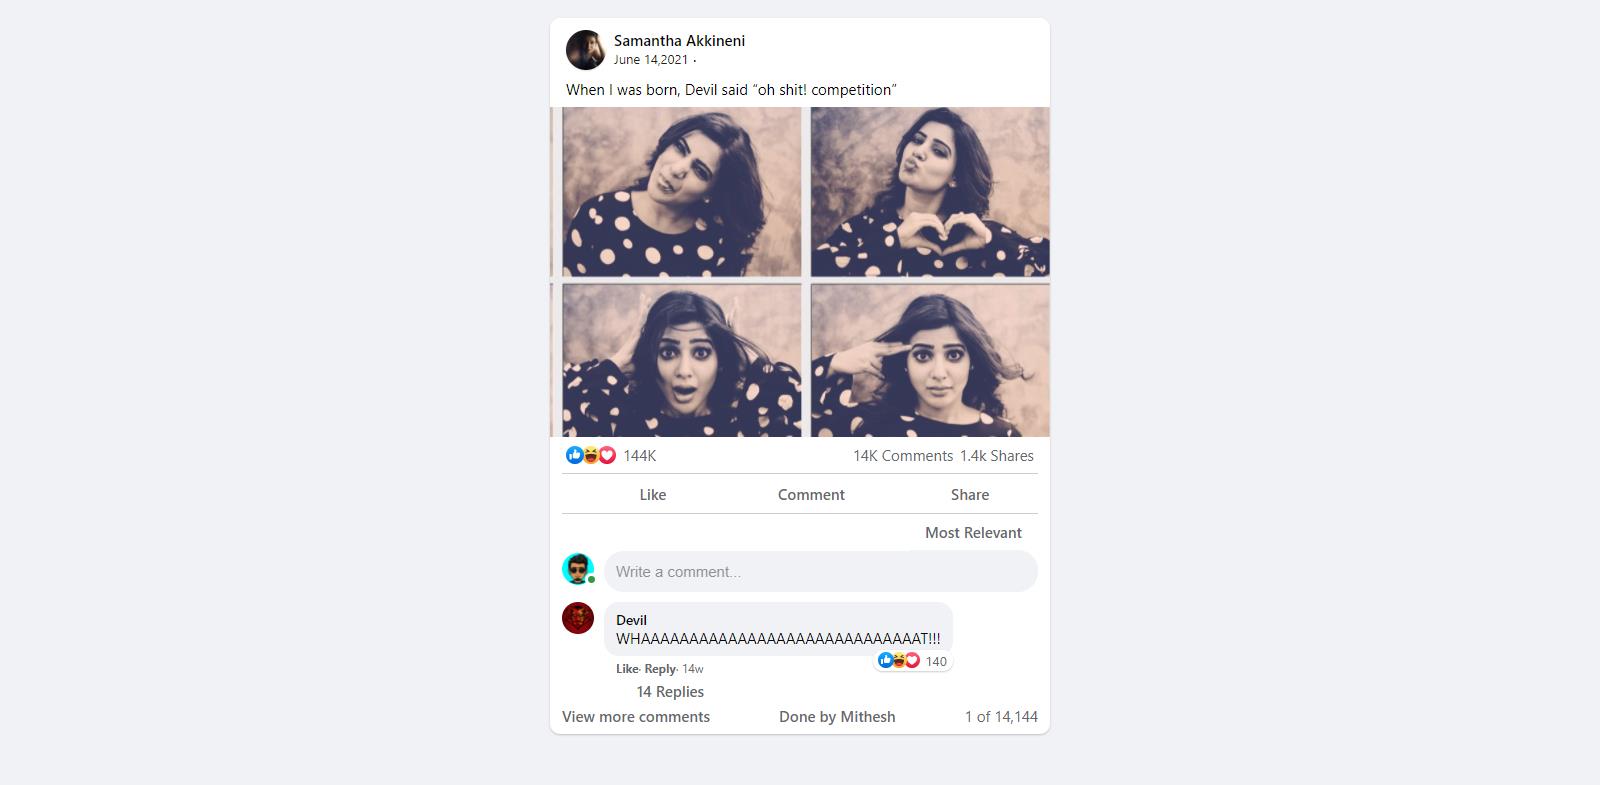 Samantha Akkineni
June 14,2021 ·
When I was born, Devil said “oh shit! competition”
144K
14K Comments 1.4k Shares
Like Comment Share
Most Relevant
Write a comment...
Devil
WHAAAAAAAAAAAAAAAAAAAAAAAAAAAAAT!!!
140
Like· Reply· 14w
14 Replies
View more comments Done by Mithesh 1 of 14,144